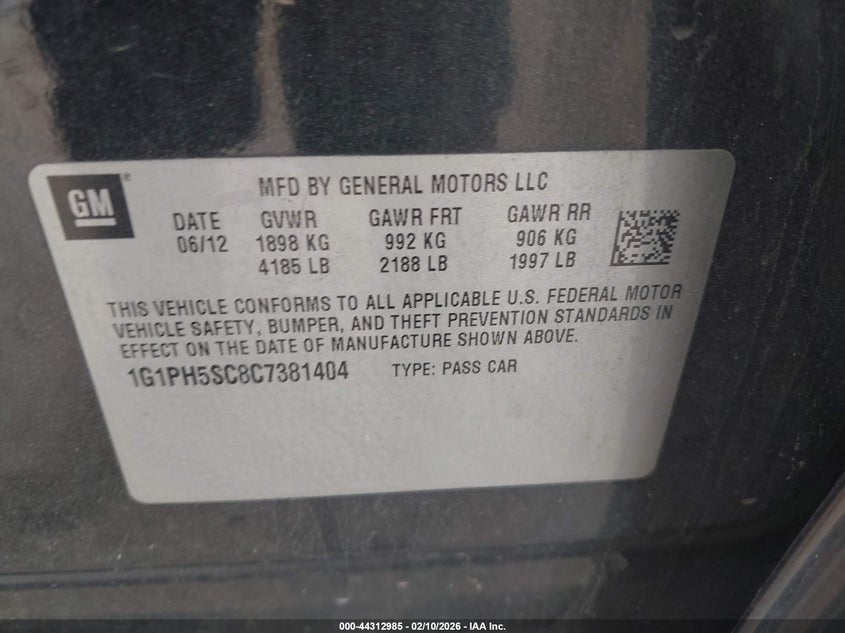 GM®
MFD BY GENERAL MOTORS LLC
DATE GVWR GAWR FRT GAWR RR
06/12 1898 KG 992 KG 906 KG
4185 LB 2188 LB 1997 LB
THIS VEHICLE CONFORMS TO ALL APPLICABLE U.S. FEDERAL MOTOR
VEHICLE SAFETY, BUMPER, AND THEFT PREVENTION STANDARDS IN
EFFECT ON THE DATE OF MANUFACTURE SHOWN ABOVE.
1G1PH5SC8C7381404 TYPE: PASS CAR
000-44312985 - 02/10/2026 - IAA Inc.